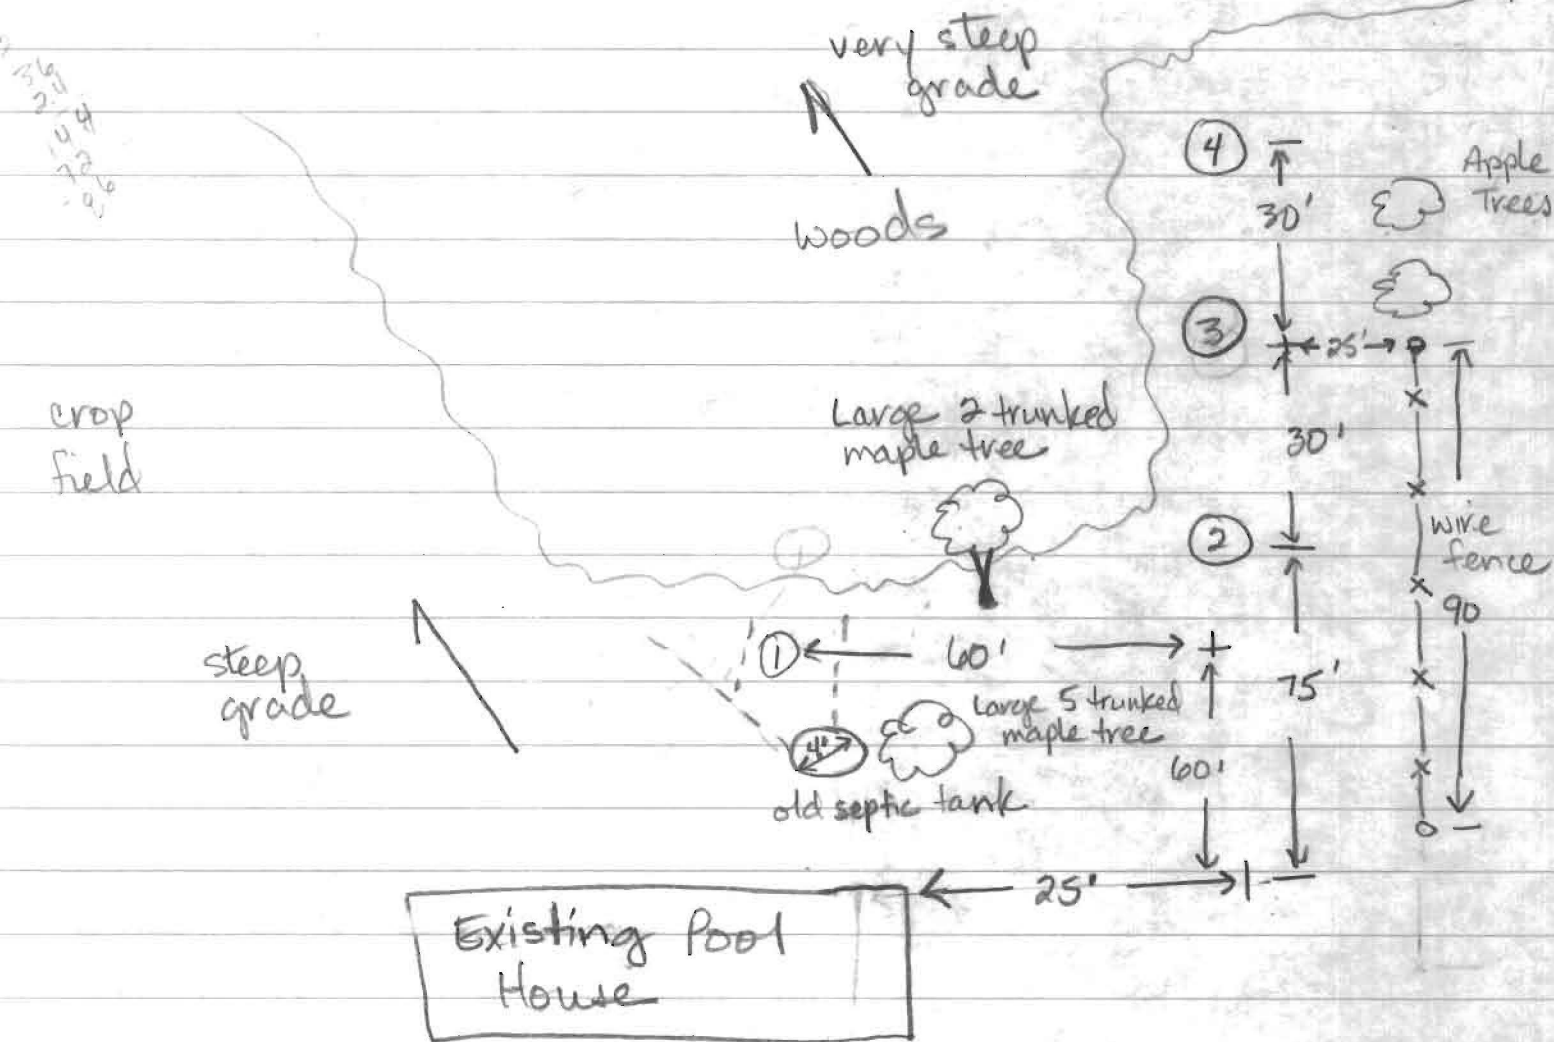 very steep
grade
36
④
Apple
Trees
30'
woods
③
25'
crop
field
Large 2 trunked
maple tree
30'
②
wire
fence
①
90
steep
grade
①
60'
75'
Large 5 trunked
maple tree
4'
60'
old septic tank
25'
Existing Pool
House